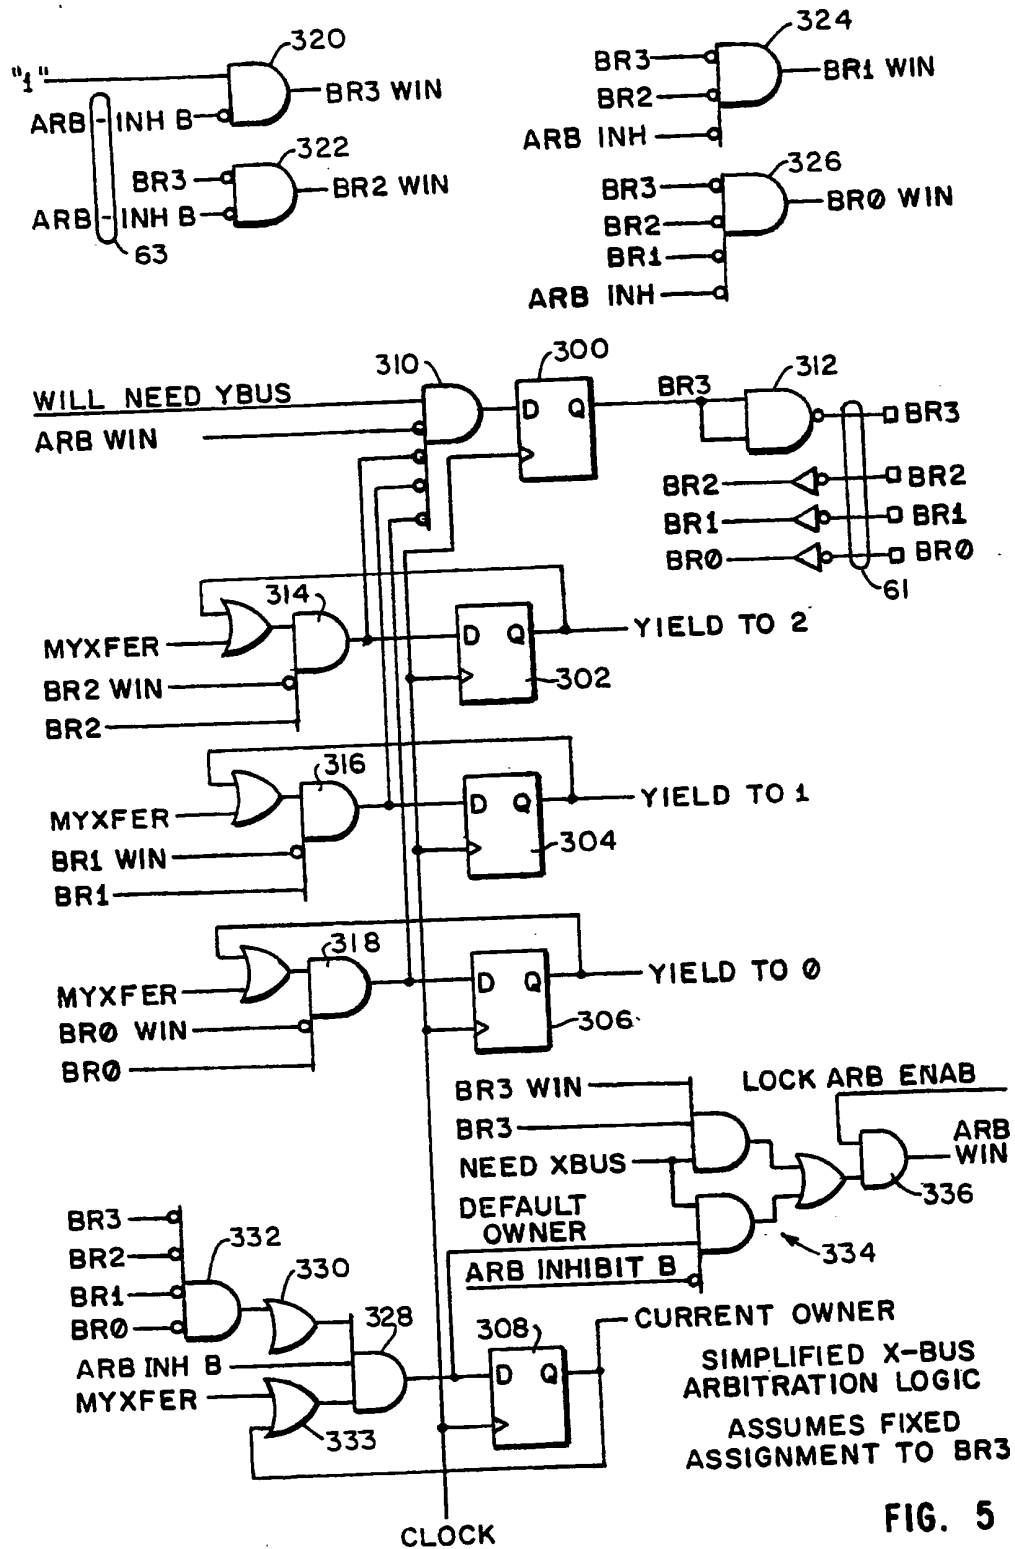 320
"1"
BR3 WIN
ARB - INH B
322
BR3
BR2 WIN
ARB - INH B
63
324
BR3
BR1 WIN
BR2
ARB INH
326
BR3
BR0 WIN
BR2
BR1
ARB INH
310
300
312
WILL NEED YBUS
ARB WIN
D Q
BR3
BR3
BR2
BR2
BR1
BR1
BR0
BR0
61
314
MYXFER
D Q
YIELD TO 2
BR2 WIN
302
BR2
316
MYXFER
D Q
YIELD TO 1
BR1 WIN
304
BR1
318
MYXFER
D Q
YIELD TO 0
BR0 WIN
306
BR0
BR3 WIN
LOCK ARB ENAB
BR3
ARB
WIN
NEED XBUS
336
DEFAULT
OWNER
334
ARB INHIBIT B
BR3
332
BR2
330
BR1
328
BR0
308
CURRENT OWNER
ARB INH B
D Q
MYXFER
333
SIMPLIFIED X-BUS
ARBITRATION LOGIC
ASSUMES FIXED
ASSIGNMENT TO BR3
CLOCK
FIG. 5